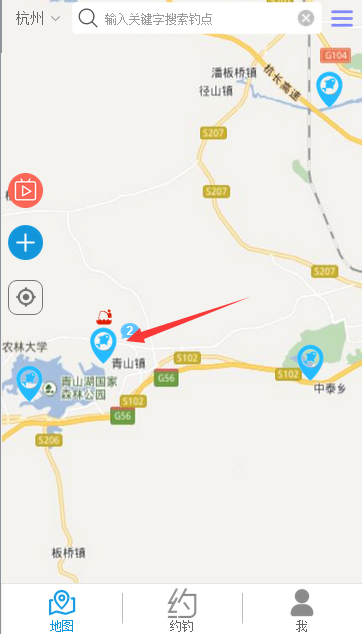 杭州
输入关键字搜索钓点
G104
潘板桥镇
杭长高速
径山镇
S207
S207
S207
2
农林大学
青山镇
S102
S102
中泰乡
G56
青山湖国家
森林公园
S102
G56
S206
板桥镇
地图
约
约钓
我